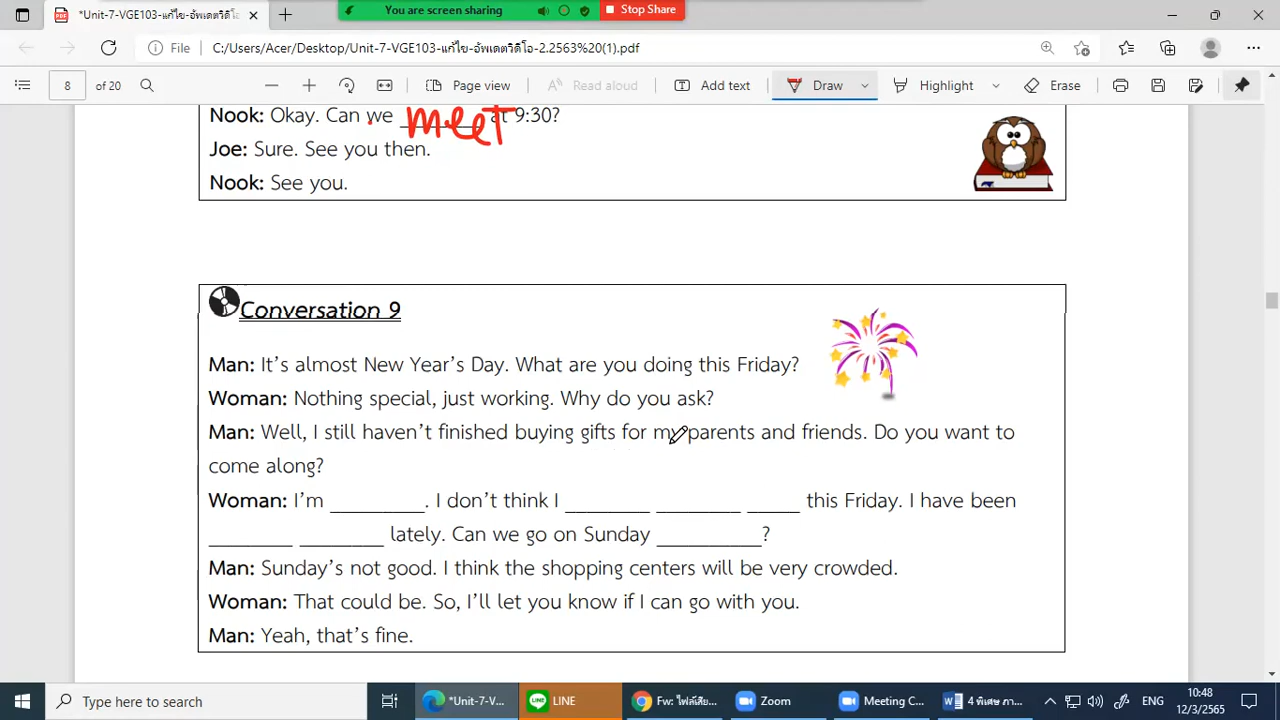 You are screen sharing
Stop Share
*Unit-7-VGE103-แก้ไข-อัพเดตวิดีโอ-2
File C:/Users/Acer/Desktop/Unit-7-VGE103-แก้ไข-อัพเดตวิดีโอ-2.2563%20(1).pdf
8 of 20 Page view Read aloud Add text Draw Highlight Erase
Nook: Okay. Can we meet at 9:30?
Joe: Sure. See you then.
Nook: See you.
Conversation 9
Man: It's almost New Year's Day. What are you doing this Friday?
Woman: Nothing special, just working. Why do you ask?
Man: Well, I still haven't finished buying gifts for my parents and friends. Do you want to
come along?
Woman: I'm _________. I don't think I ________ ________ _____ this Friday. I have been
________ ________ lately. Can we go on Sunday __________?
Man: Sunday's not good. I think the shopping centers will be very crowded.
Woman: That could be. So, I'll let you know if I can go with you.
Man: Yeah, that's fine.
Type here to search *Unit-7-V... LINE Fw: ไฟล์เสีย... Zoom Meeting C... 4 พิเศษ ภา... ENG 10:48
12/3/2565